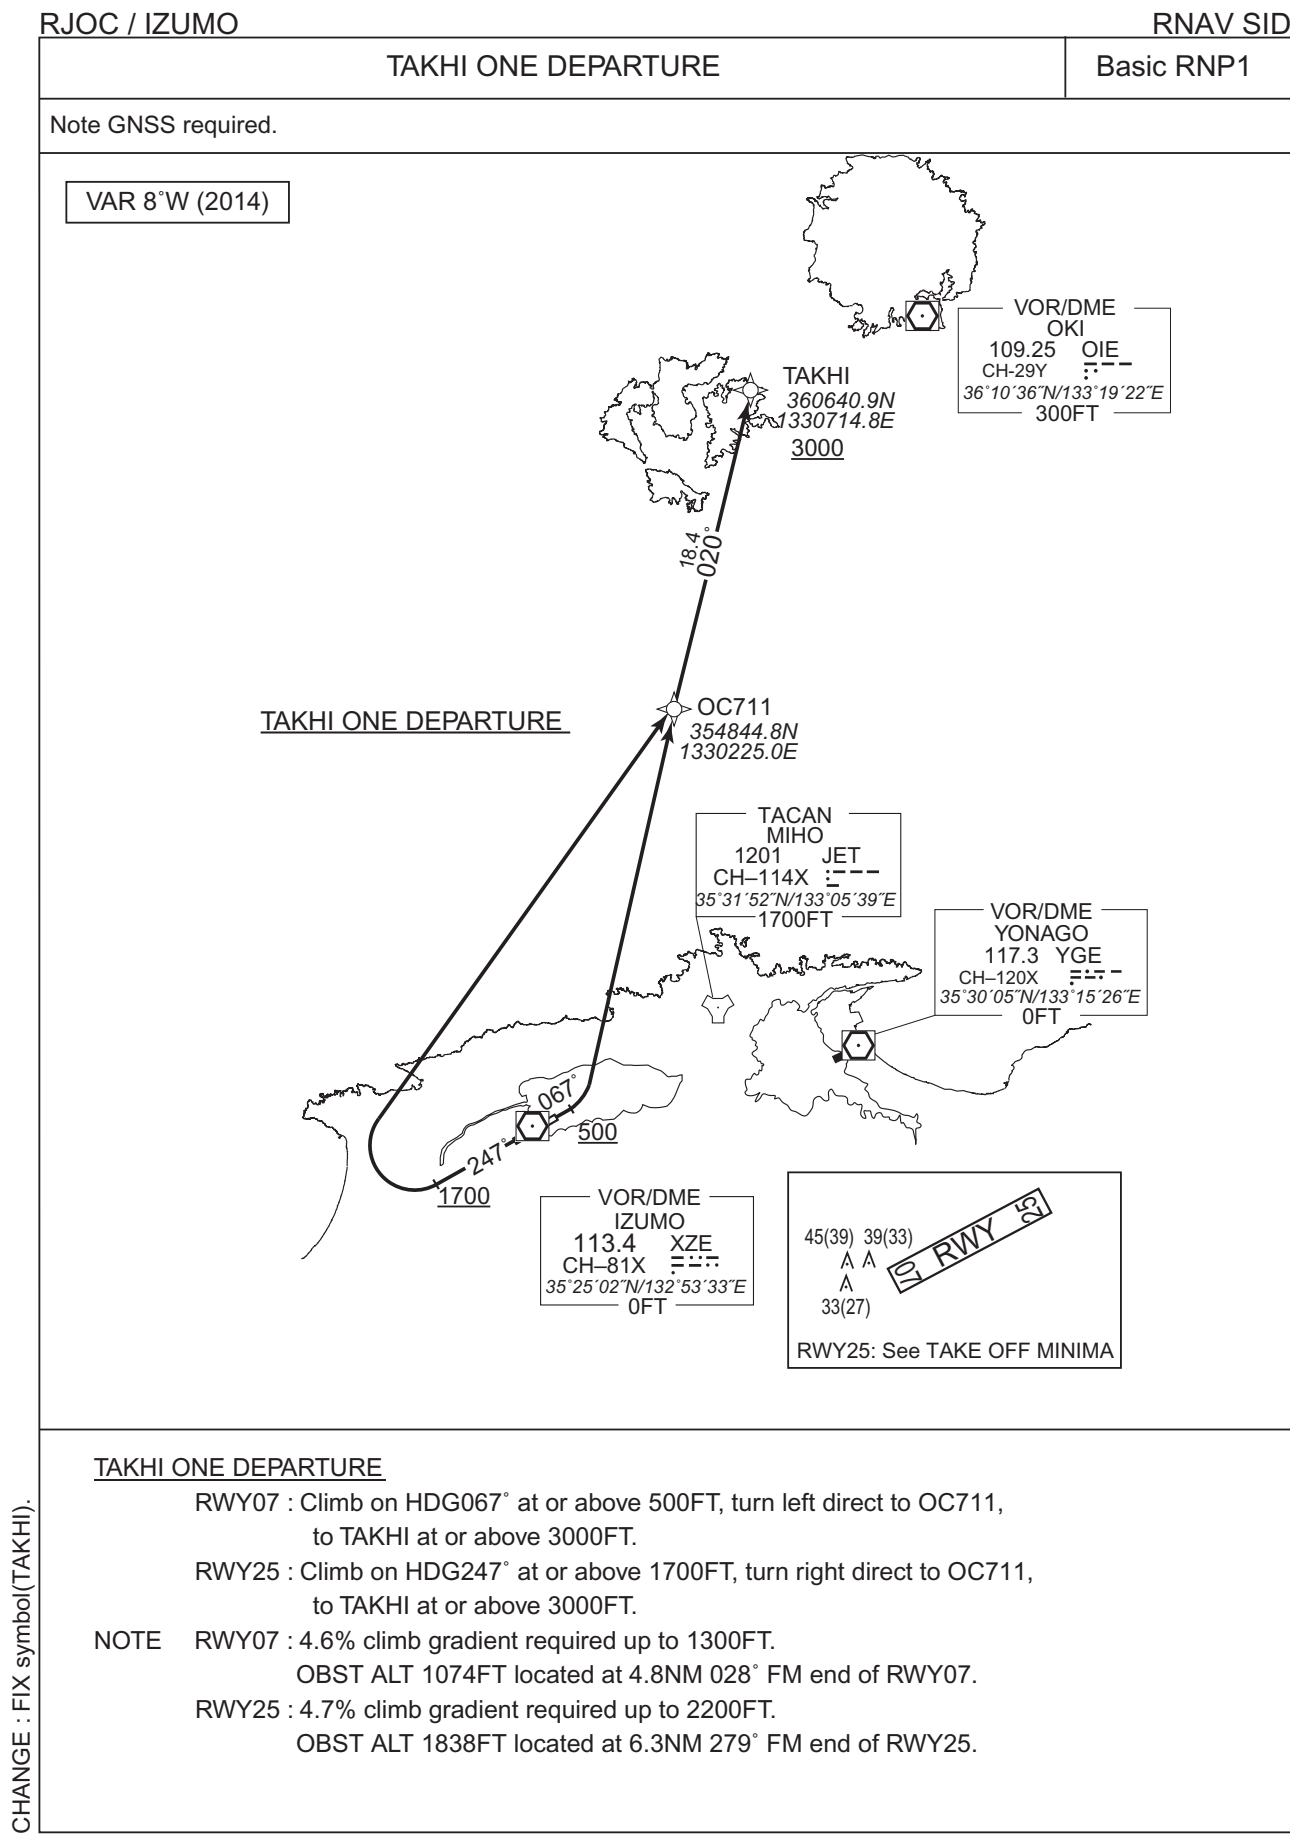 RJOC / IZUMO
RNAV SID
TAKHI ONE DEPARTURE
Basic RNP1
Note GNSS required.
VAR 8˚W (2014)
VOR/DME
OKI
109.25 OIE
CH-29Y
36˚10´36˝N/133˚19´22˝E
300FT
TAKHI
360640.9N
1330714.8E
3000
18.4
020˚
OC711
354844.8N
1330225.0E
TAKHI ONE DEPARTURE
TACAN
MIHO
1201 JET
CH–114X
35˚31´52˝N/133˚05´39˝E
1700FT
VOR/DME
YONAGO
117.3 YGE
CH–120X
35˚30´05˝N/133˚15´26˝E
0FT
067˚
500
247˚
1700
VOR/DME
IZUMO
113.4 XZE
CH–81X
35˚25´02˝N/132˚53´33˝E
0FT
45(39) 39(33)
33(27)
07 RWY 25
RWY25: See TAKE OFF MINIMA
TAKHI ONE DEPARTURE
RWY07 : Climb on HDG067˚ at or above 500FT, turn left direct to OC711,
to TAKHI at or above 3000FT.
RWY25 : Climb on HDG247˚ at or above 1700FT, turn right direct to OC711,
to TAKHI at or above 3000FT.
NOTE RWY07 : 4.6% climb gradient required up to 1300FT.
OBST ALT 1074FT located at 4.8NM 028˚ FM end of RWY07.
RWY25 : 4.7% climb gradient required up to 2200FT.
OBST ALT 1838FT located at 6.3NM 279˚ FM end of RWY25.
CHANGE : FIX symbol(TAKHI).